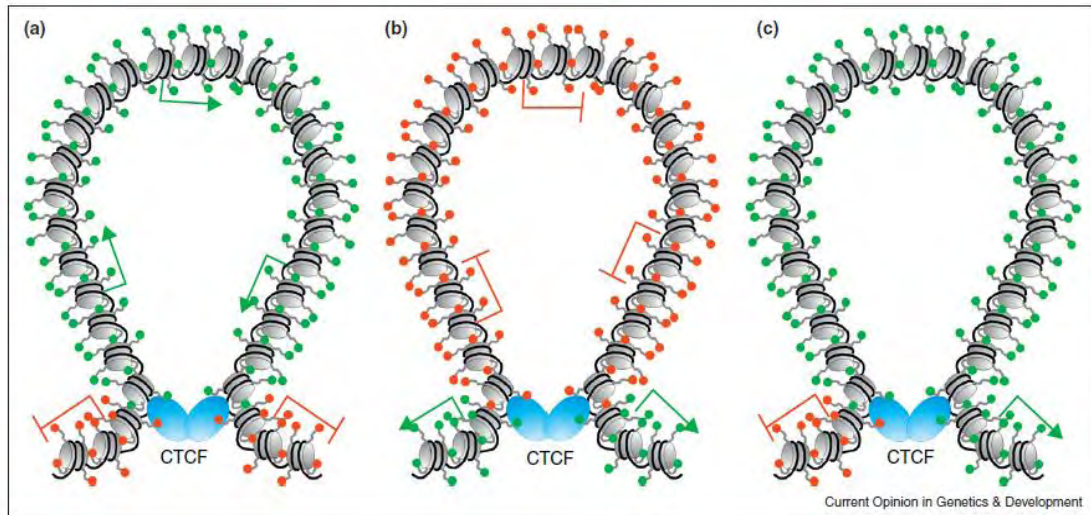 (a)
(b)
(c)
CTCF
CTCF
CTCF
Current Opinion in Genetics & Development